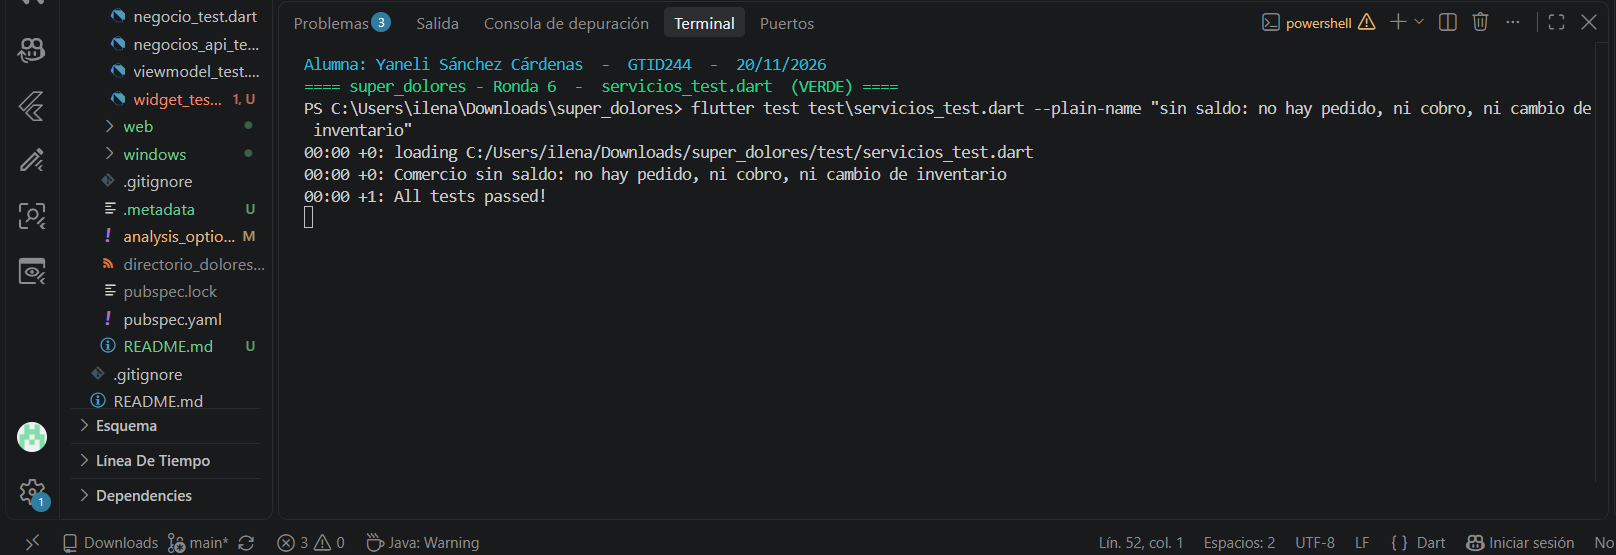 negocio_test.dart
negocios_api_te...
viewmodel_test....
widget_tes... 1, U
web
windows
.gitignore
.metadata U
analysis_optio... M
directorio_dolores...
pubspec.lock
pubspec.yaml
README.md U
.gitignore
README.md
Esquema
Línea De Tiempo
Dependencies
1
Problemas 3 Salida Consola de depuración Terminal Puertos
powershell
Alumna: Yaneli Sánchez Cárdenas - GTID244 - 20/11/2026
==== super_dolores - Ronda 6 - servicios_test.dart (VERDE) ====
PS C:\Users\ilena\Downloads\super_dolores> flutter test test\servicios_test.dart --plain-name "sin saldo: no hay pedido, ni cobro, ni cambio de
inventario"
00:00 +0: loading C:/Users/ilena/Downloads/super_dolores/test/servicios_test.dart
00:00 +0: Comercio sin saldo: no hay pedido, ni cobro, ni cambio de inventario
00:00 +1: All tests passed!
Downloads main* 3 0 Java: Warning Lín. 52, col. 1 Espacios: 2 UTF-8 LF { } Dart Iniciar sesión No